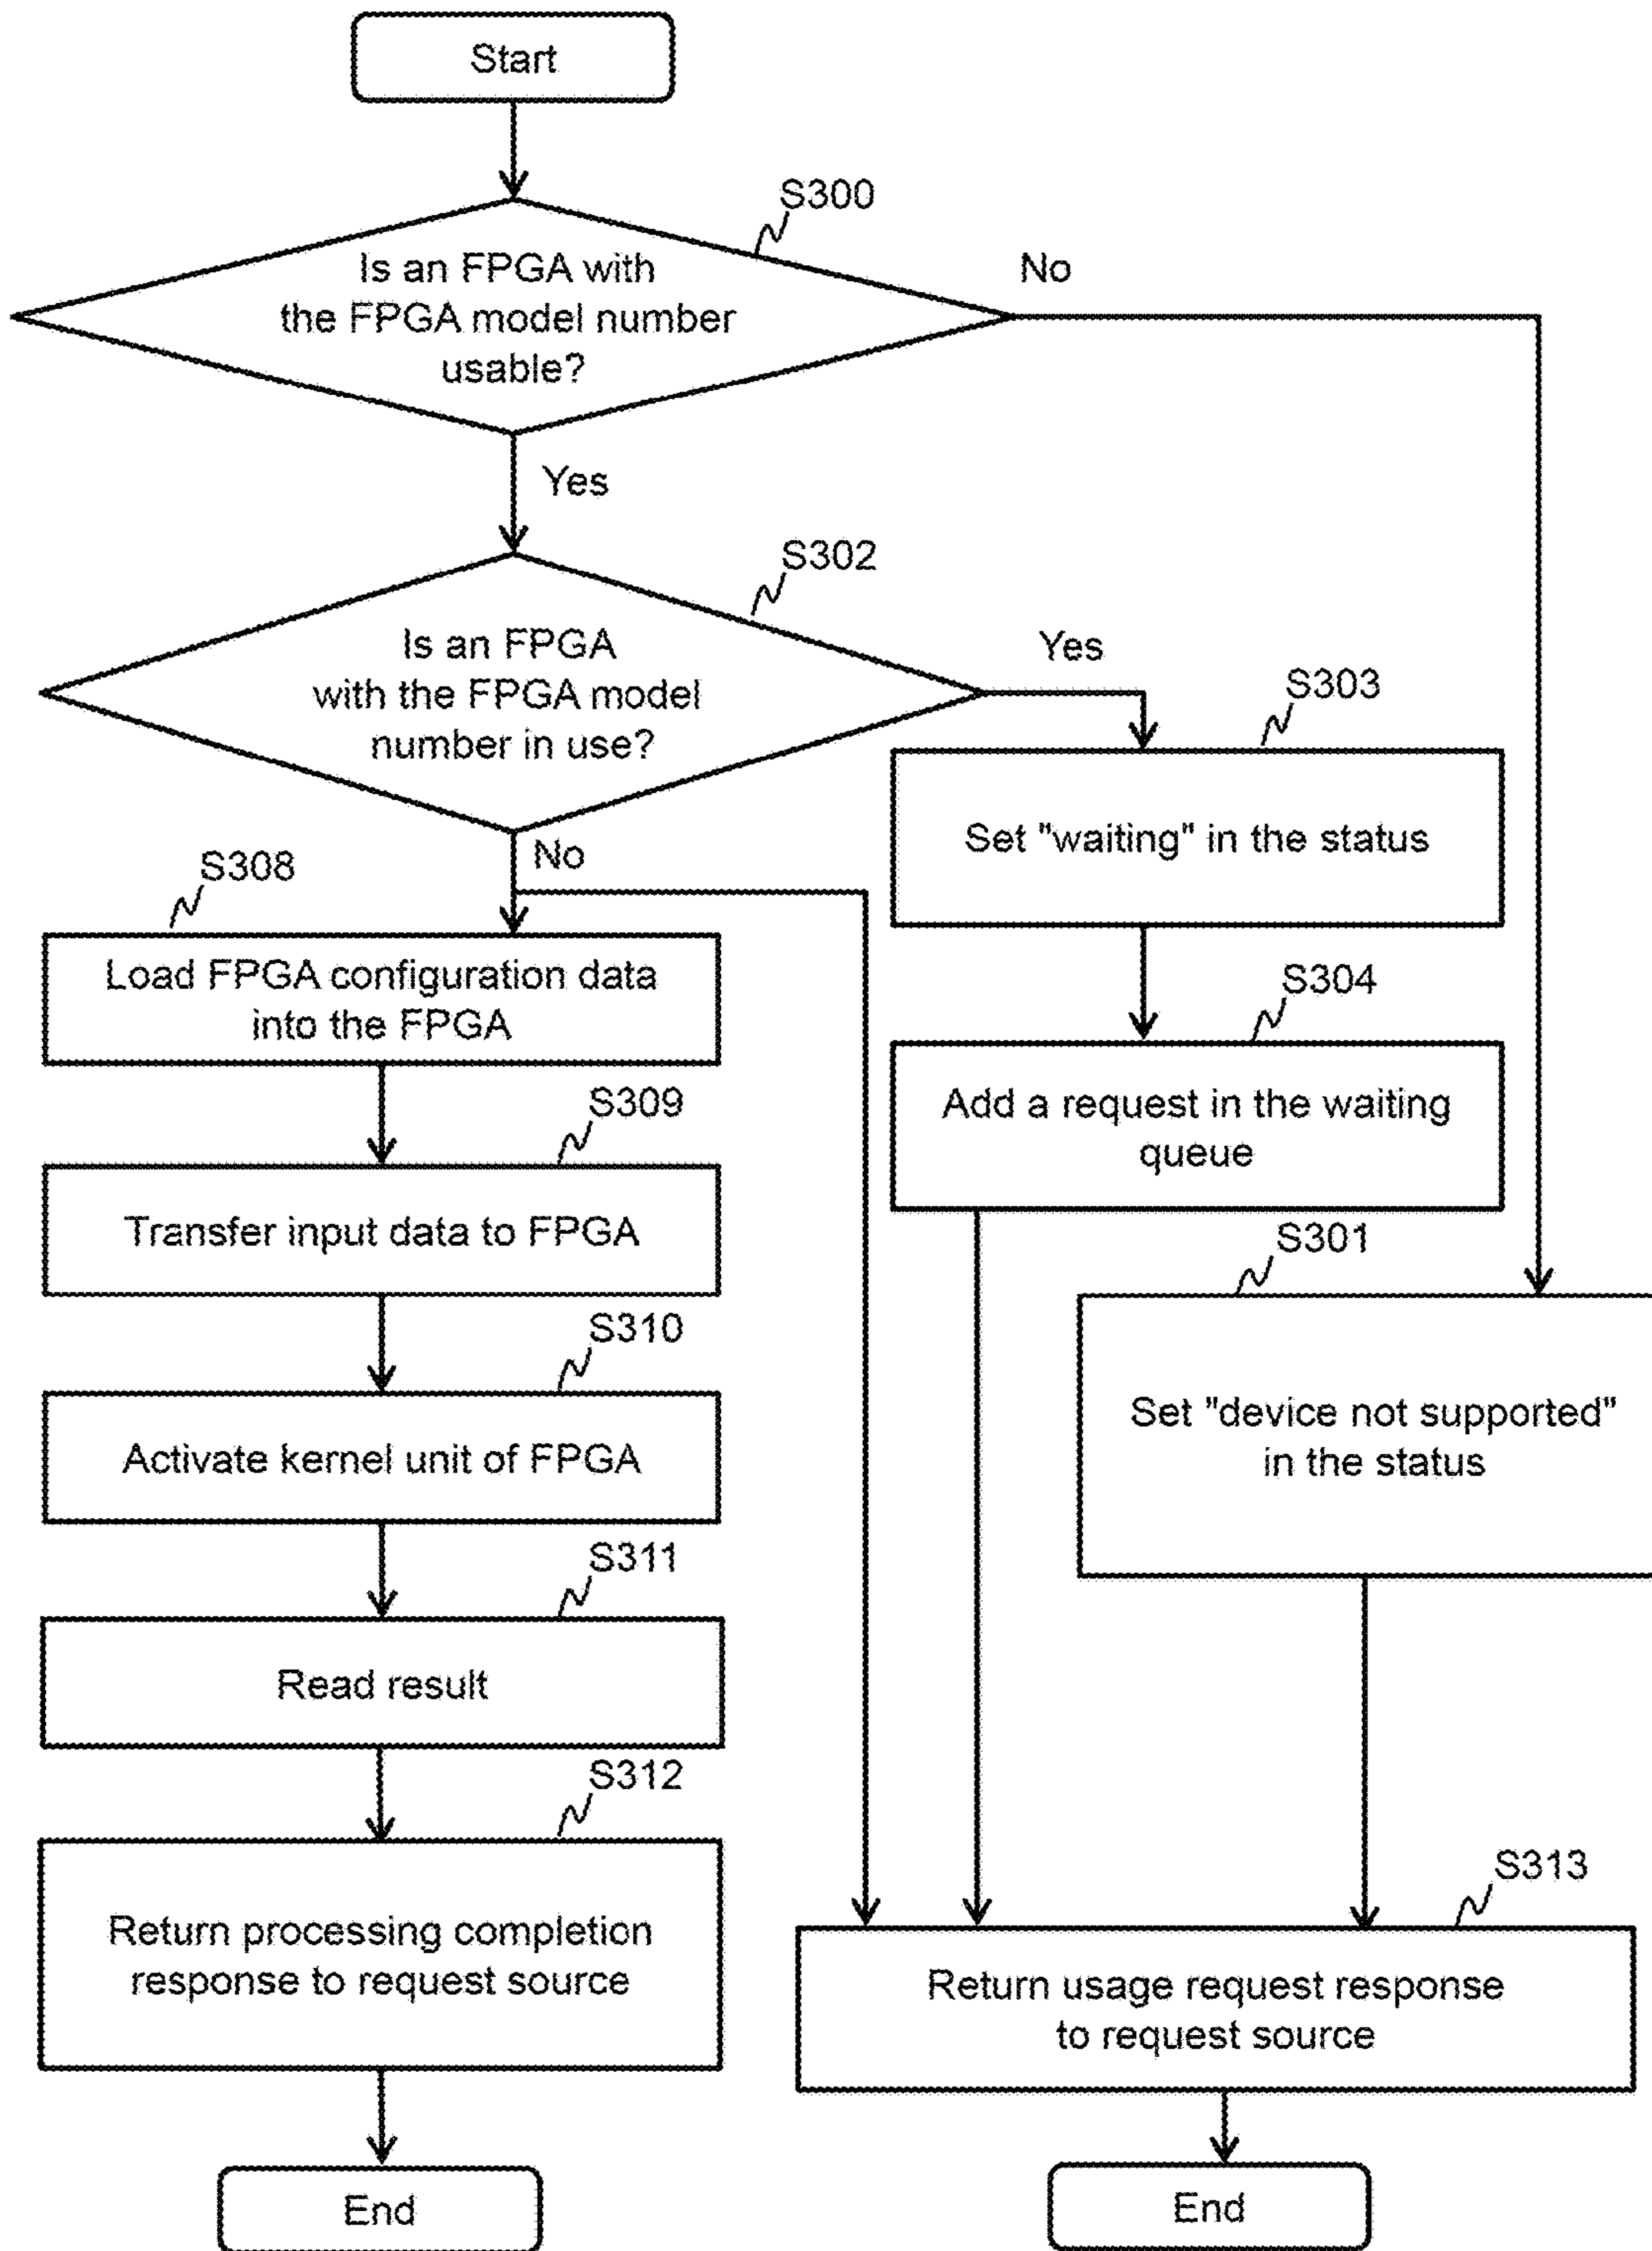 Start
S300
Is an FPGA with
the FPGA model number
usable?
No
Yes
S302
Is an FPGA
with the FPGA model
number in use?
Yes
S303
Set "waiting" in the status
No
S308
Load FPGA configuration data
into the FPGA
S304
Add a request in the waiting
queue
S309
Transfer input data to FPGA
S301
Set "device not supported"
in the status
S310
Activate kernel unit of FPGA
S311
Read result
S312
Return processing completion
response to request source
S313
Return usage request response
to request source
End
End